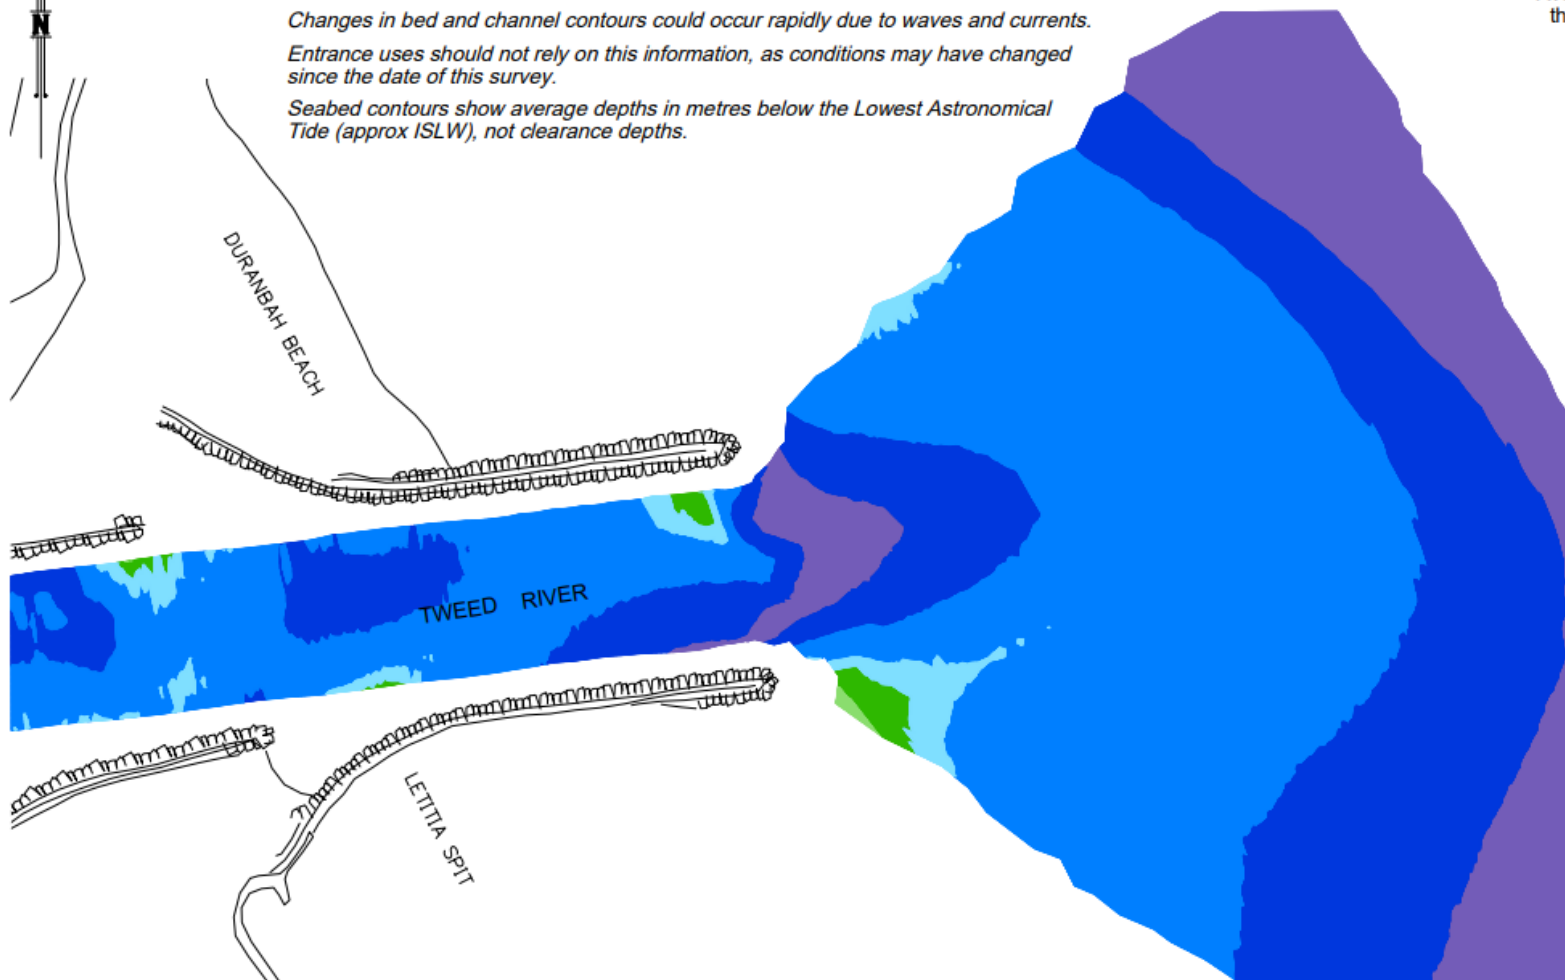 N
Changes in bed and channel contours could occur rapidly due to waves and currents.
Entrance uses should not rely on this information, as conditions may have changed
since the date of this survey.
Seabed contours show average depths in metres below the Lowest Astronomical
Tide (approx ISLW), not clearance depths.
th
DURANBAH BEACH
TWEED RIVER
LETITIA SPIT